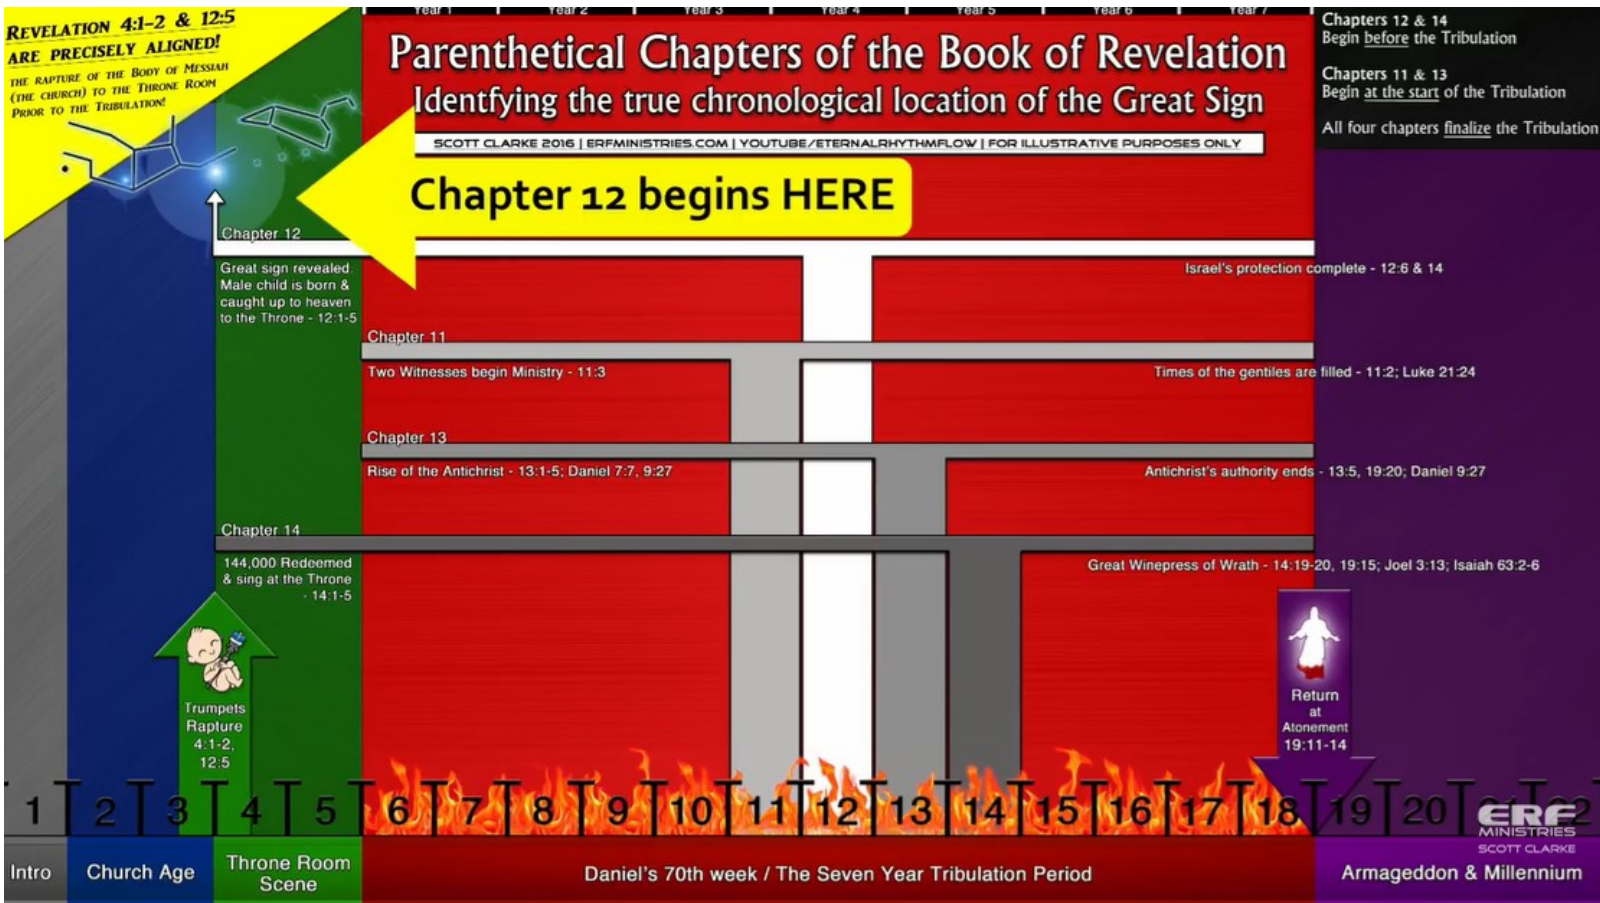 REVELATION 4:1-2 & 12:5
ARE PRECISELY ALIGNED!
THE RAPTURE OF THE BODY OF MESSIAH
(THE CHURCH) TO THE THRONE ROOM
PRIOR TO THE TRIBULATION!
Year 1 Year 2 Year 3 Year 4 Year 5 Year 6 Year 7
Parenthetical Chapters of the Book of Revelation
Identfying the true chronological location of the Great Sign
SCOTT CLARKE 2016 | ERFMINISTRIES.COM | YOUTUBE/ETERNALRHYTHMFLOW | FOR ILLUSTRATIVE PURPOSES ONLY
Chapters 12 & 14
Begin before the Tribulation
Chapters 11 & 13
Begin at the start of the Tribulation
All four chapters finalize the Tribulation
Chapter 12 begins HERE
Chapter 12
Great sign revealed.
Male child is born &
caught up to heaven
to the Throne - 12:1-5
Israel's protection complete - 12:6 & 14
Chapter 11
Two Witnesses begin Ministry - 11:3
Times of the gentiles are filled - 11:2; Luke 21:24
Chapter 13
Rise of the Antichrist - 13:1-5; Daniel 7:7, 9:27
Antichrist's authority ends - 13:5, 19:20; Daniel 9:27
Chapter 14
144,000 Redeemed
& sing at the Throne
- 14:1-5
Great Winepress of Wrath - 14:19-20, 19:15; Joel 3:13; Isaiah 63:2-6
Trumpets
Rapture
4:1-2,
12:5
Return
at
Atonement
19:11-14
1 2 3 4 5 6 7 8 9 10 11 12 13 14 15 16 17 18 19 20 21 22
ERF
MINISTRIES
SCOTT CLARKE
Intro
Church Age
Throne Room
Scene
Daniel's 70th week / The Seven Year Tribulation Period
Armageddon & Millennium